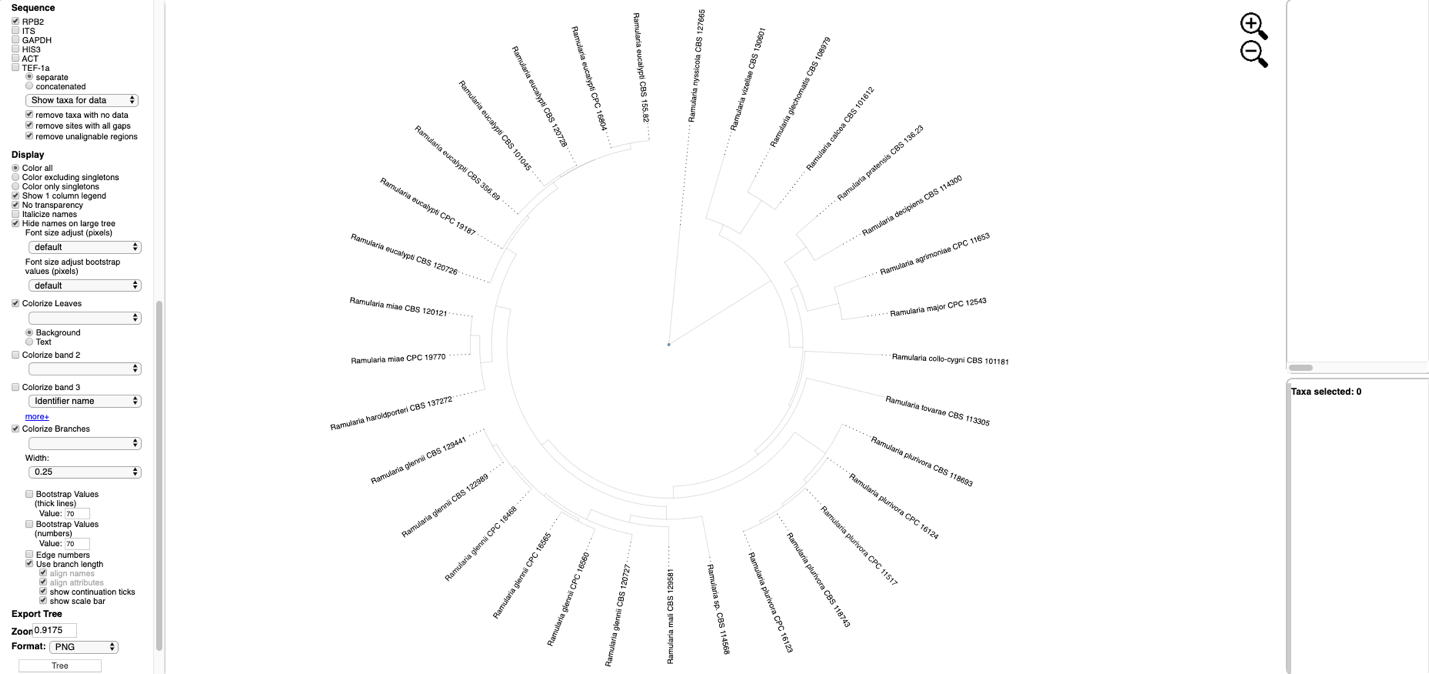 Sequence
RPB2
ITS
GAPDH
HIS3
ACT
TEF-1a
separate
concatenated
Show taxa for data
remove taxa with no data
remove sites with all gaps
remove unalignable regions
Display
Color all
Color excluding singletons
Color only singletons
Show 1 column legend
No transparency
Italicize names
Hide names on large tree
Font size adjust (pixels)
default
Font size adjust bootstrap
values (pixels)
default
Colorize Leaves
Background
Text
Colorize band 2
Colorize band 3
Identifier name
more+
Colorize Branches
Width:
0.25
Bootstrap Values
(thick lines)
Value: 70
Bootstrap Values
(numbers)
Value: 70
Edge numbers
Use branch length
align names
align attributes
show continuation ticks
show scale bar
Export Tree
Zoom 0.9175
Format: PNG
Tree
Ramularia nyssicola CBS 127665
Ramularia vizellae CBS 130601
Ramularia glechomatis CBS 108979
Ramularia calcea CBS 101612
Ramularia pratensis CBS 136.23
Ramularia decipiens CBS 114300
Ramularia agrimoniae CPC 11653
Ramularia major CPC 12543
Ramularia collo-cygni CBS 101181
Ramularia tovarae CBS 113305
Ramularia plurivora CBS 118693
Ramularia plurivora CPC 16124
Ramularia plurivora CPC 11517
Ramularia plurivora CBS 118743
Ramularia plurivora CPC 16123
Ramularia sp. CBS 114568
Ramularia mali CBS 129581
Ramularia glennii CBS 120727
Ramularia glennii CPC 16560
Ramularia glennii CPC 16565
Ramularia glennii CPC 18468
Ramularia glennii CBS 122989
Ramularia glennii CBS 129441
Ramularia haroldporteri CBS 137272
Ramularia miae CPC 19770
Ramularia miae CBS 120121
Ramularia eucalypti CBS 120726
Ramularia eucalypti CPC 19187
Ramularia eucalypti CBS 356.69
Ramularia eucalypti CBS 101045
Ramularia eucalypti CBS 120728
Ramularia eucalypti CPC 16804
Ramularia eucalypti CBS 155.82
Taxa selected: 0